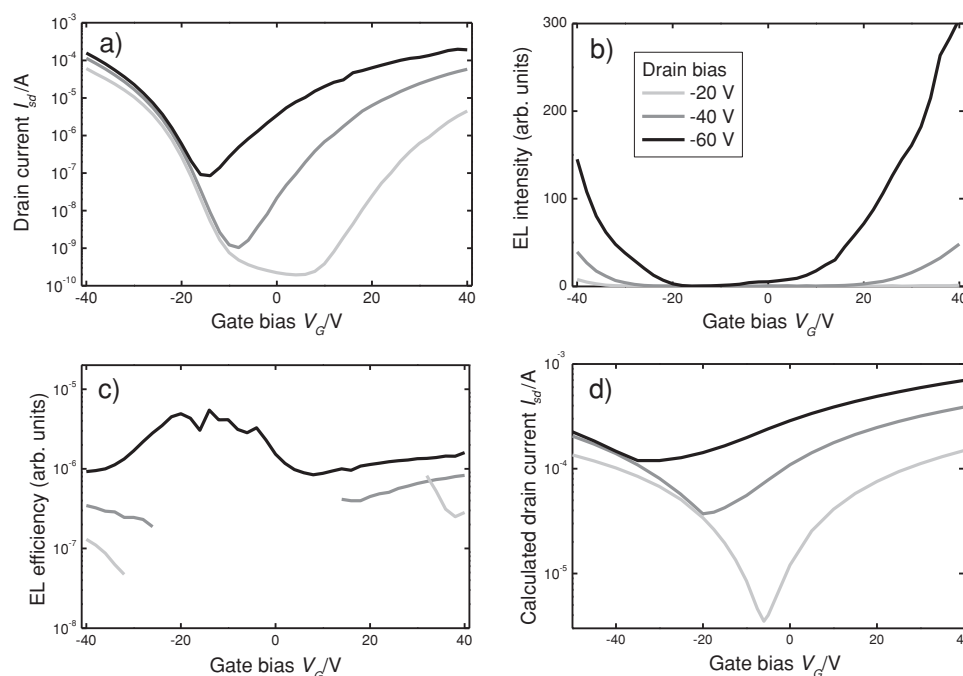 a)
Drain current I_sd/A
10^-3
10^-4
10^-5
10^-6
10^-7
10^-8
10^-9
10^-10
-40 -20 0 20 40
Gate bias V_G/V
b)
EL intensity (arb. units)
300
200
100
0
Drain bias
-20 V
-40 V
-60 V
-40 -20 0 20 40
Gate bias V_G/V
c)
EL efficiency (arb. units)
10^-5
10^-6
10^-7
10^-8
-40 -20 0 20 40
Gate bias V_G/V
d)
Calculated drain current I_sd/A
10^-3
10^-4
10^-5
-40 -20 0 20 40
Gate bias V_G/V